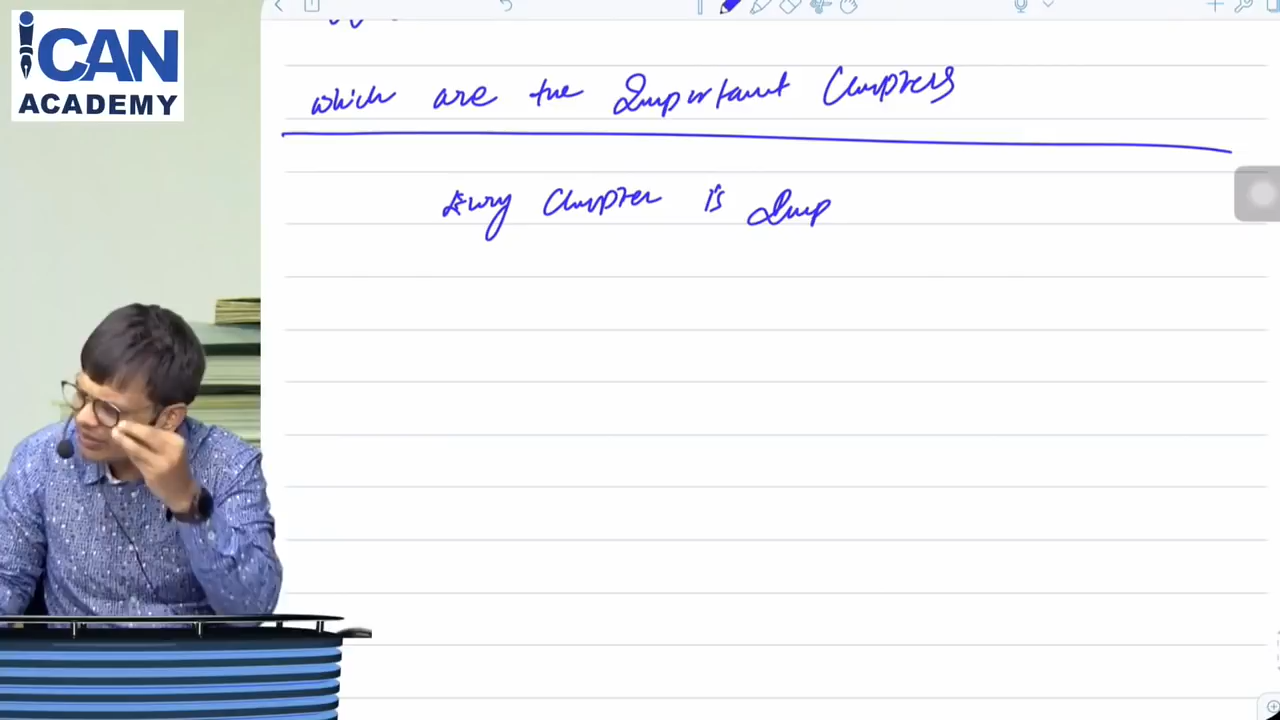 iCAN
ACADEMY
which are the Important Chapters
Every Chapter is Imp